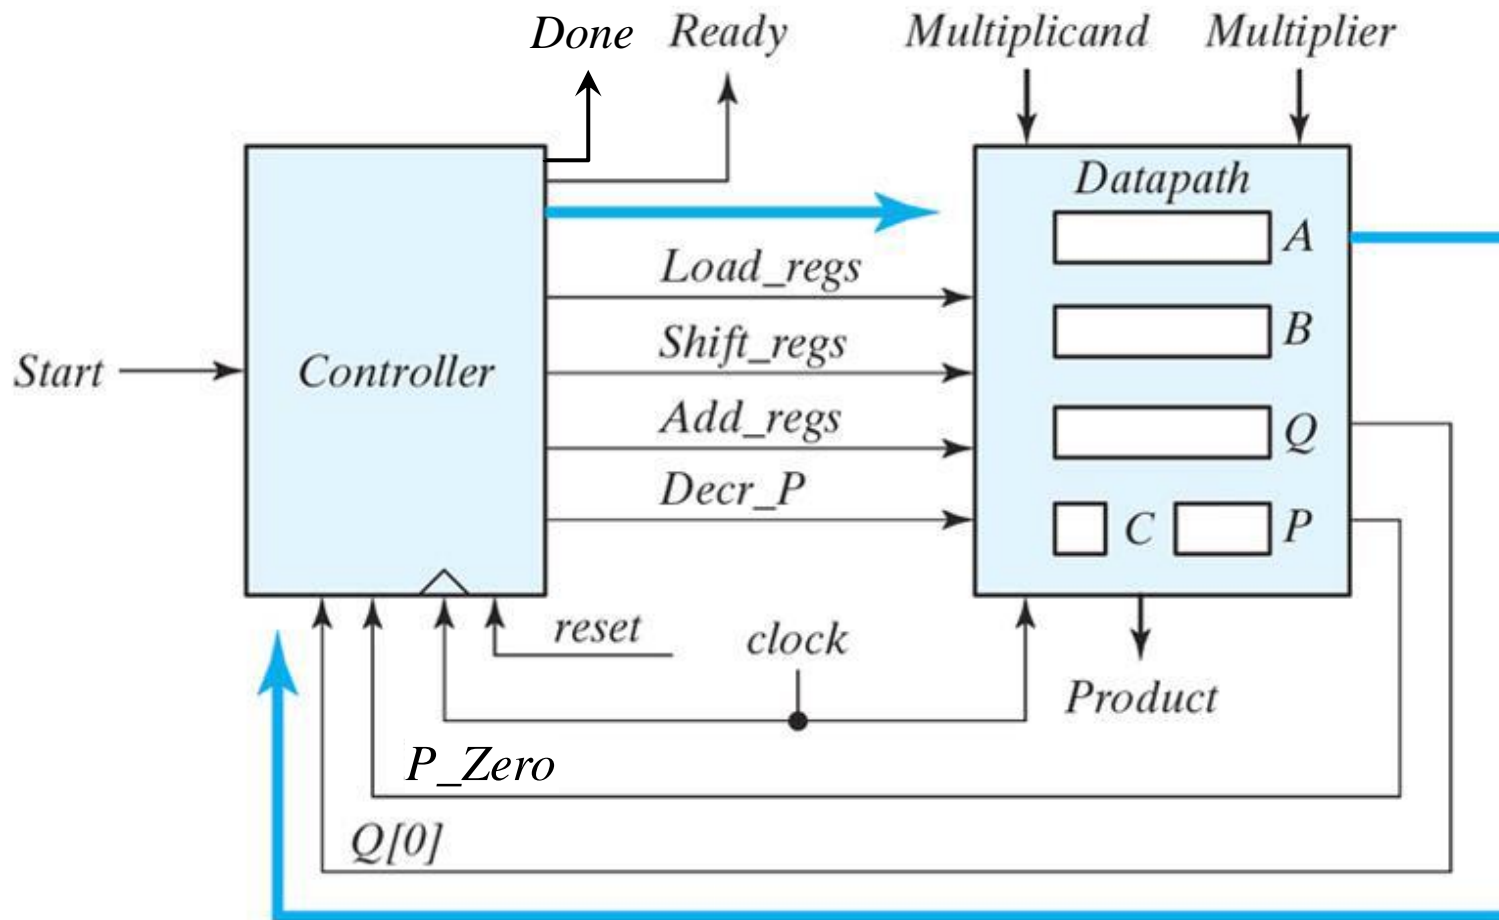 Done Ready Multiplicand Multiplier
Datapath
A
Load_regs
B
Shift_regs
Start Controller
Add_regs
Q
Decr_P
C P
reset clock
Product
P_Zero
Q[0]